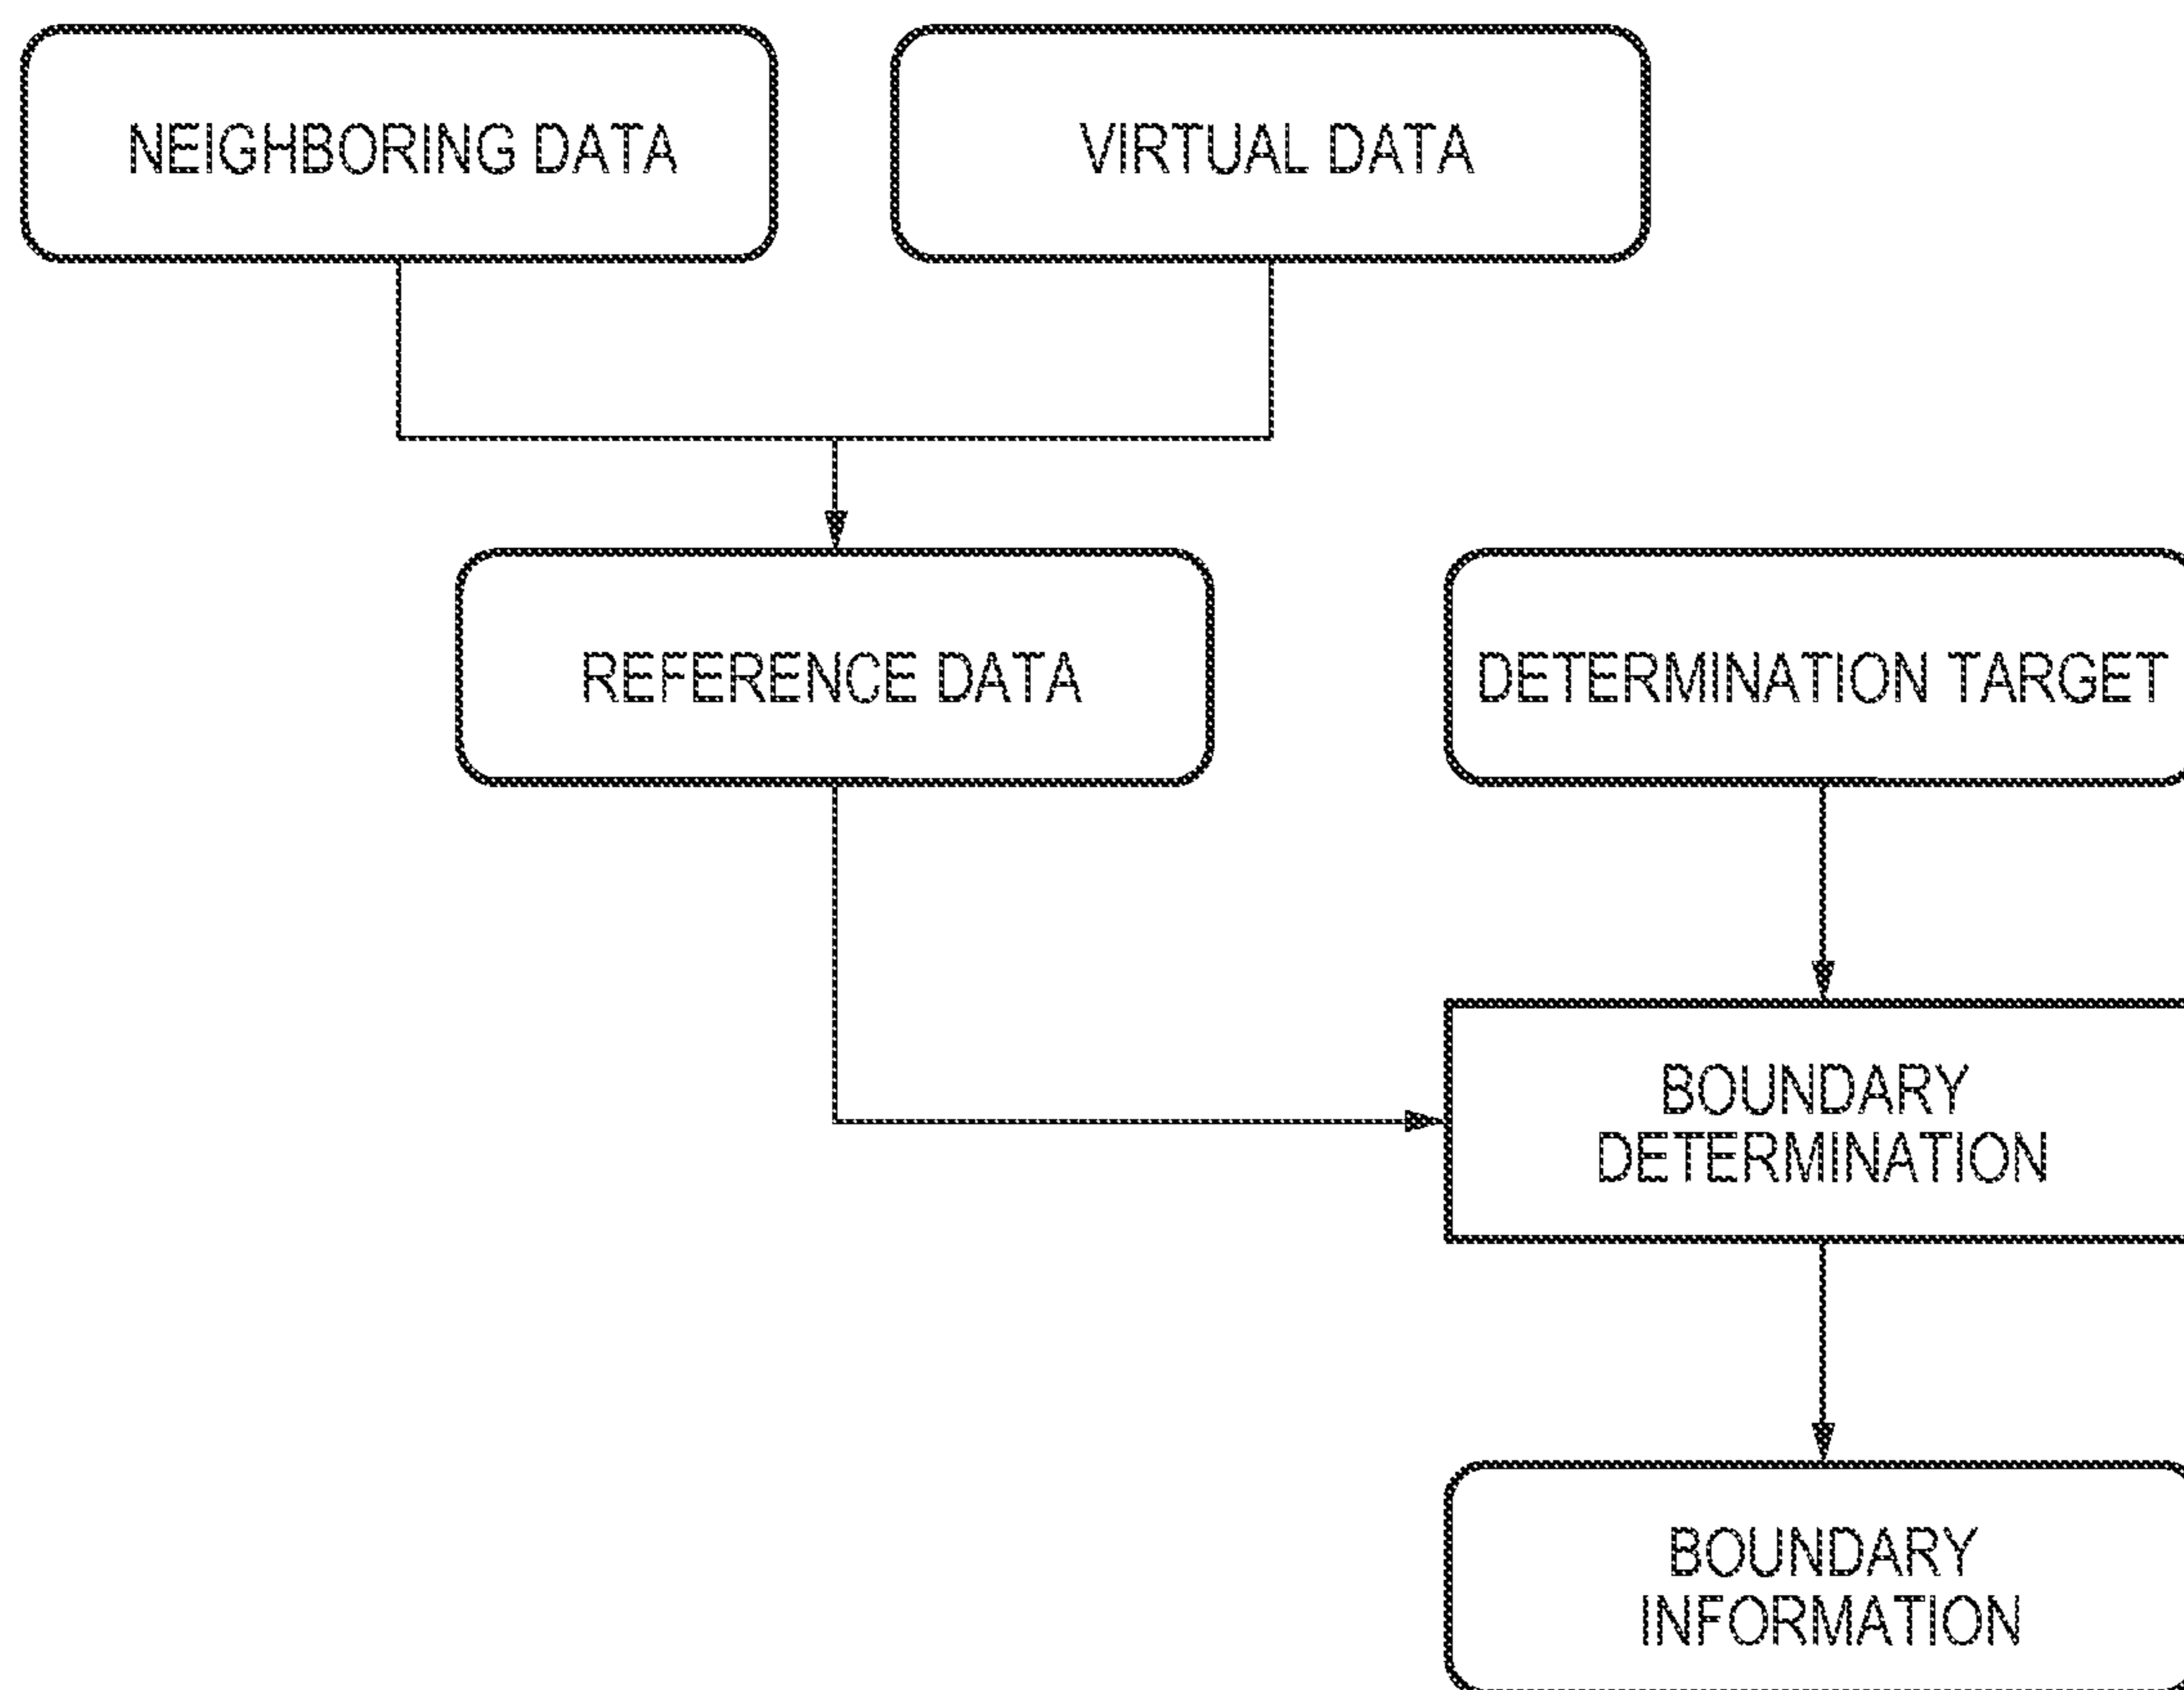 NEIGHBORING DATA
VIRTUAL DATA
REFERENCE DATA
DETERMINATION TARGET
BOUNDARY
DETERMINATION
BOUNDARY
INFORMATION